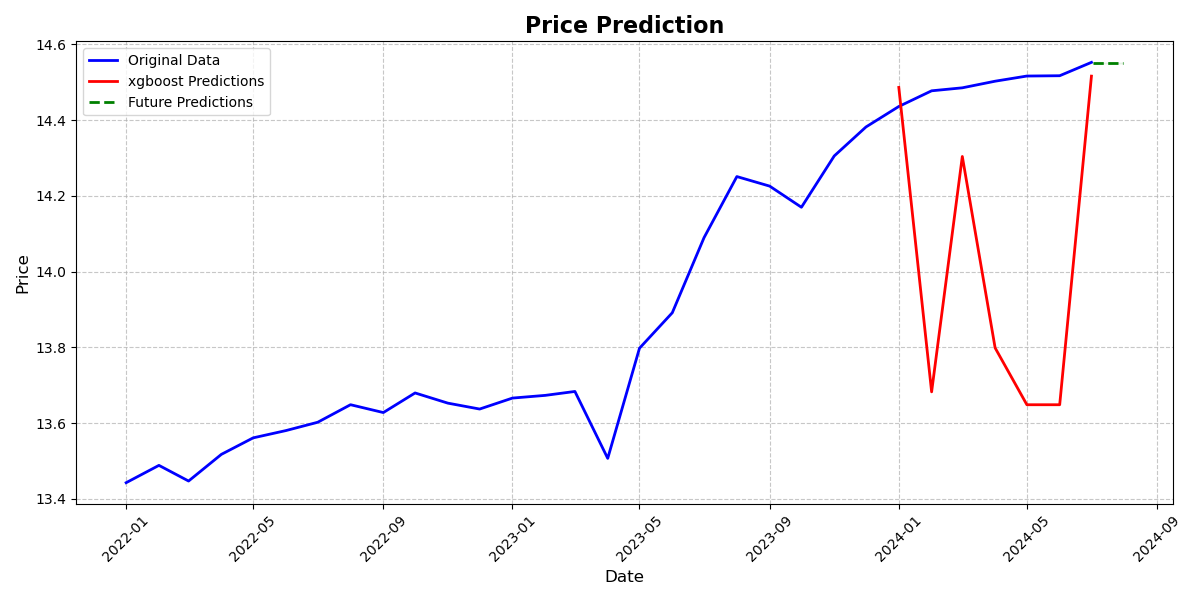 Price Prediction
Original Data
xgboost Predictions
Future Predictions
14.6
14.4
14.2
14.0
13.8
13.6
13.4
Price
2022-01
2022-05
2022-09
2023-01
2023-05
2023-09
2024-01
2024-05
2024-09
Date